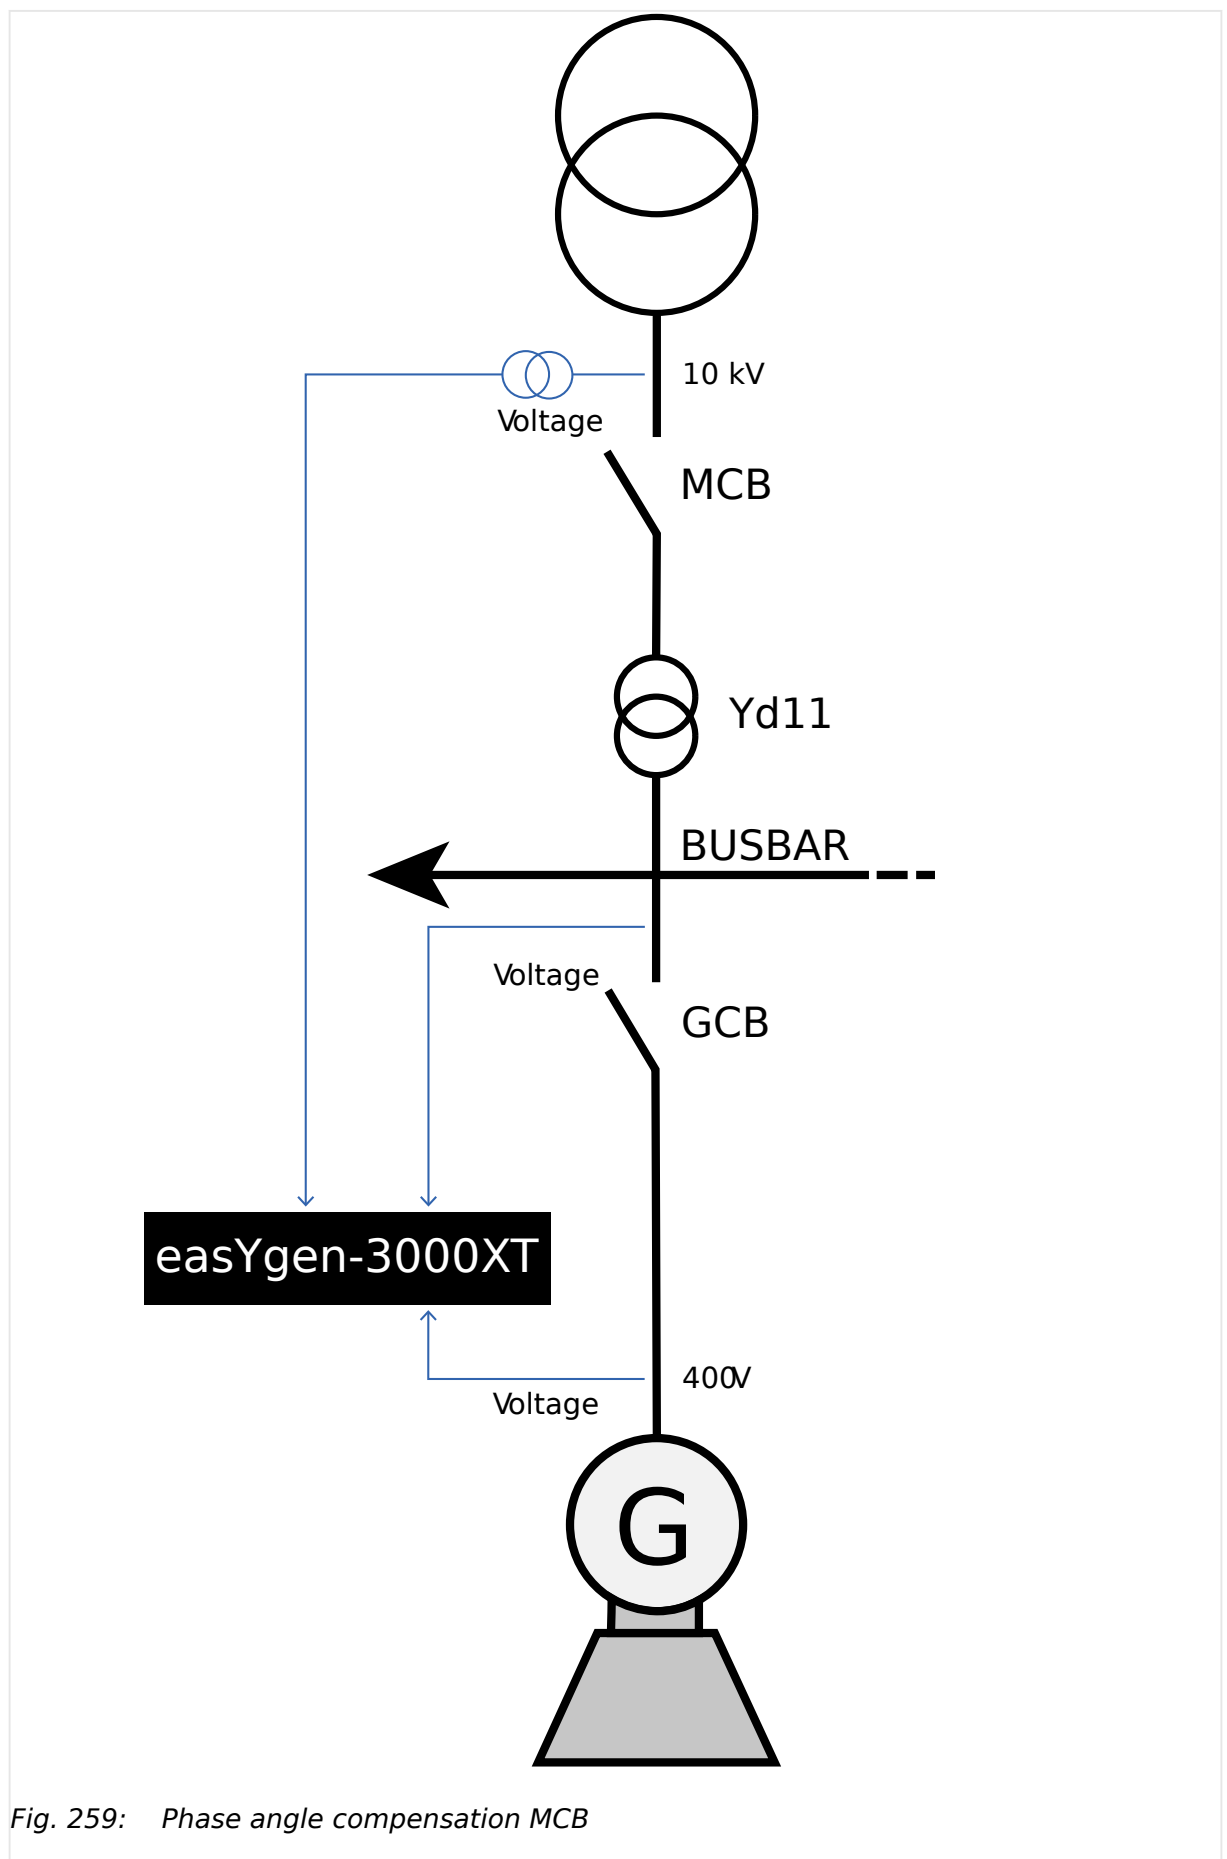 10 kV
Voltage
MCB
Yd11
BUSBAR
Voltage
GCB
easYgen-3000XT
400V
Voltage
G
Fig. 259: Phase angle compensation MCB